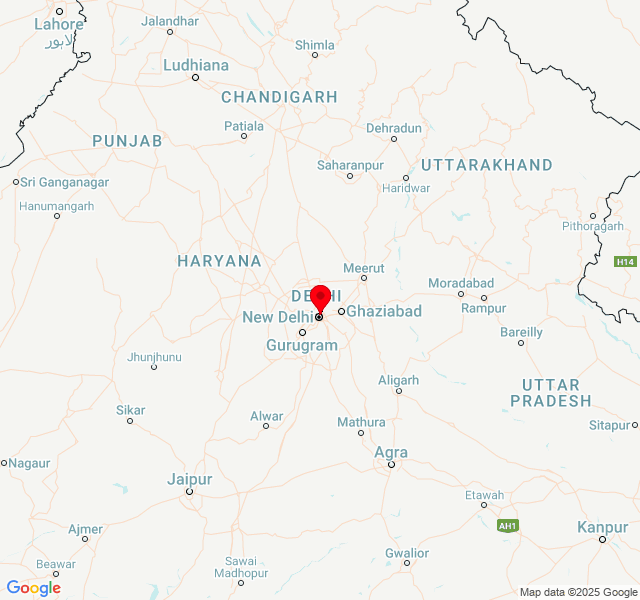 Lahore
لاہور
Jalandhar
Shimla
Ludhiana
CHANDIGARH
Patiala
Dehradun
PUNJAB
Saharanpur
UTTARAKHAND
Haridwar
Sri Ganganagar
Hanumangarh
Pithoragarh
HARYANA
H14
Meerut
Moradabad
DELHI
Rampur
New Delhi
Ghaziabad
Gurugram
Bareilly
Jhunjhunu
Aligarh
UTTAR
PRADESH
Sikar
Alwar
Mathura
Sitapur
Nagaur
Agra
Jaipur
Etawah
Ajmer
AH1
Kanpur
Beawar
Sawai
Madhopur
Gwalior
Google
Map data ©2025 Google